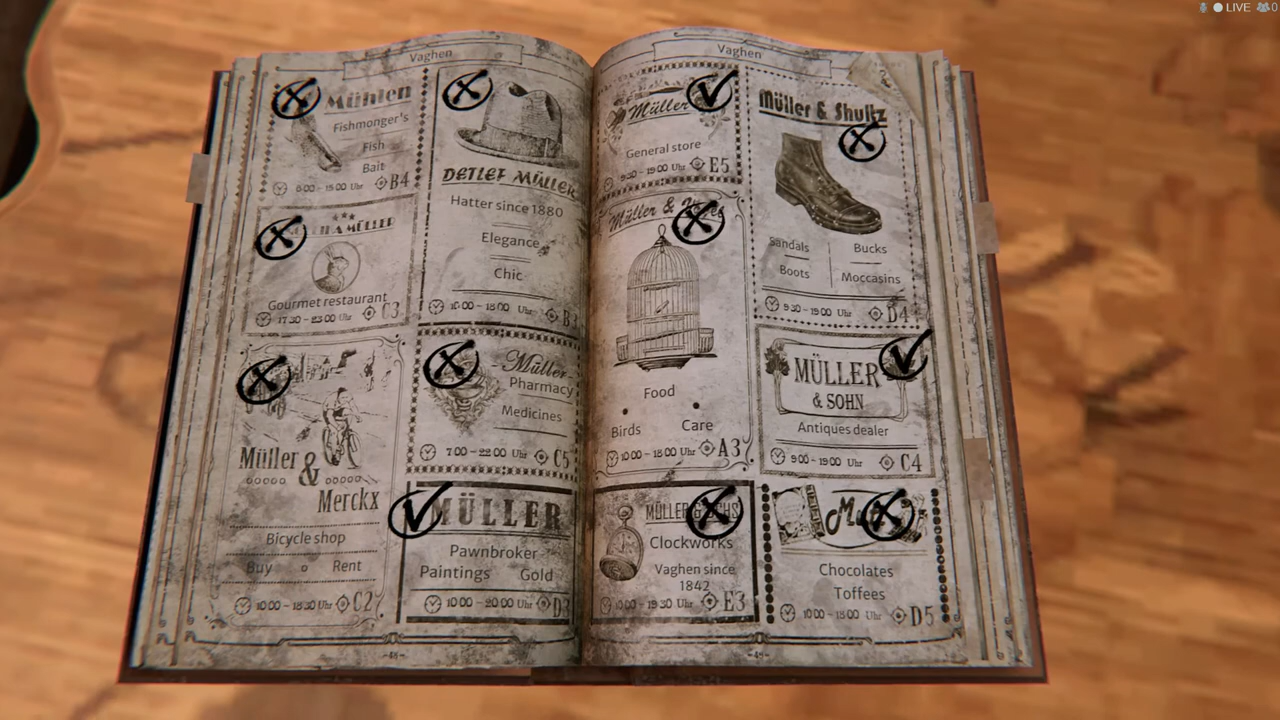 LIVE
0
Vaghen
Mühlen
Fishmonger's
Fish
Bait
8:00 - 15:00 Uhr B4
A MÜLLER
Gourmet restaurant
17:30 - 23:00 Uhr C3
Müller &
Merckx
Bicycle shop
Buy Rent
10:00 - 18:30 Uhr C2
DETLEF MÜLLER
Hatter since 1880
Elegance
Chic
Uhr
Müller
Pharmacy
Medicines
7:00 - 22:00 Uhr C5
MÜLLER
Pawnbroker
Paintings Gold
10:00 - 20:00 Uhr
Vaghen
Müller
General store
9:30 - 19:00 Uhr E5
Müller &
Food
Birds Care
10:00 - 18:00 Uhr A3
MÜLLER
Clockworks
Vaghen since
1842
10:00 - 19:30 Uhr E3
Müller & Shultz
Sandals Bucks
Boots Moccasins
9:30 - 19:00 Uhr D4
MÜLLER
& SOHN
Antiques dealer
9:00 - 19:00 Uhr C4
Chocolates
Toffees
10:00 - 18:00 Uhr D5